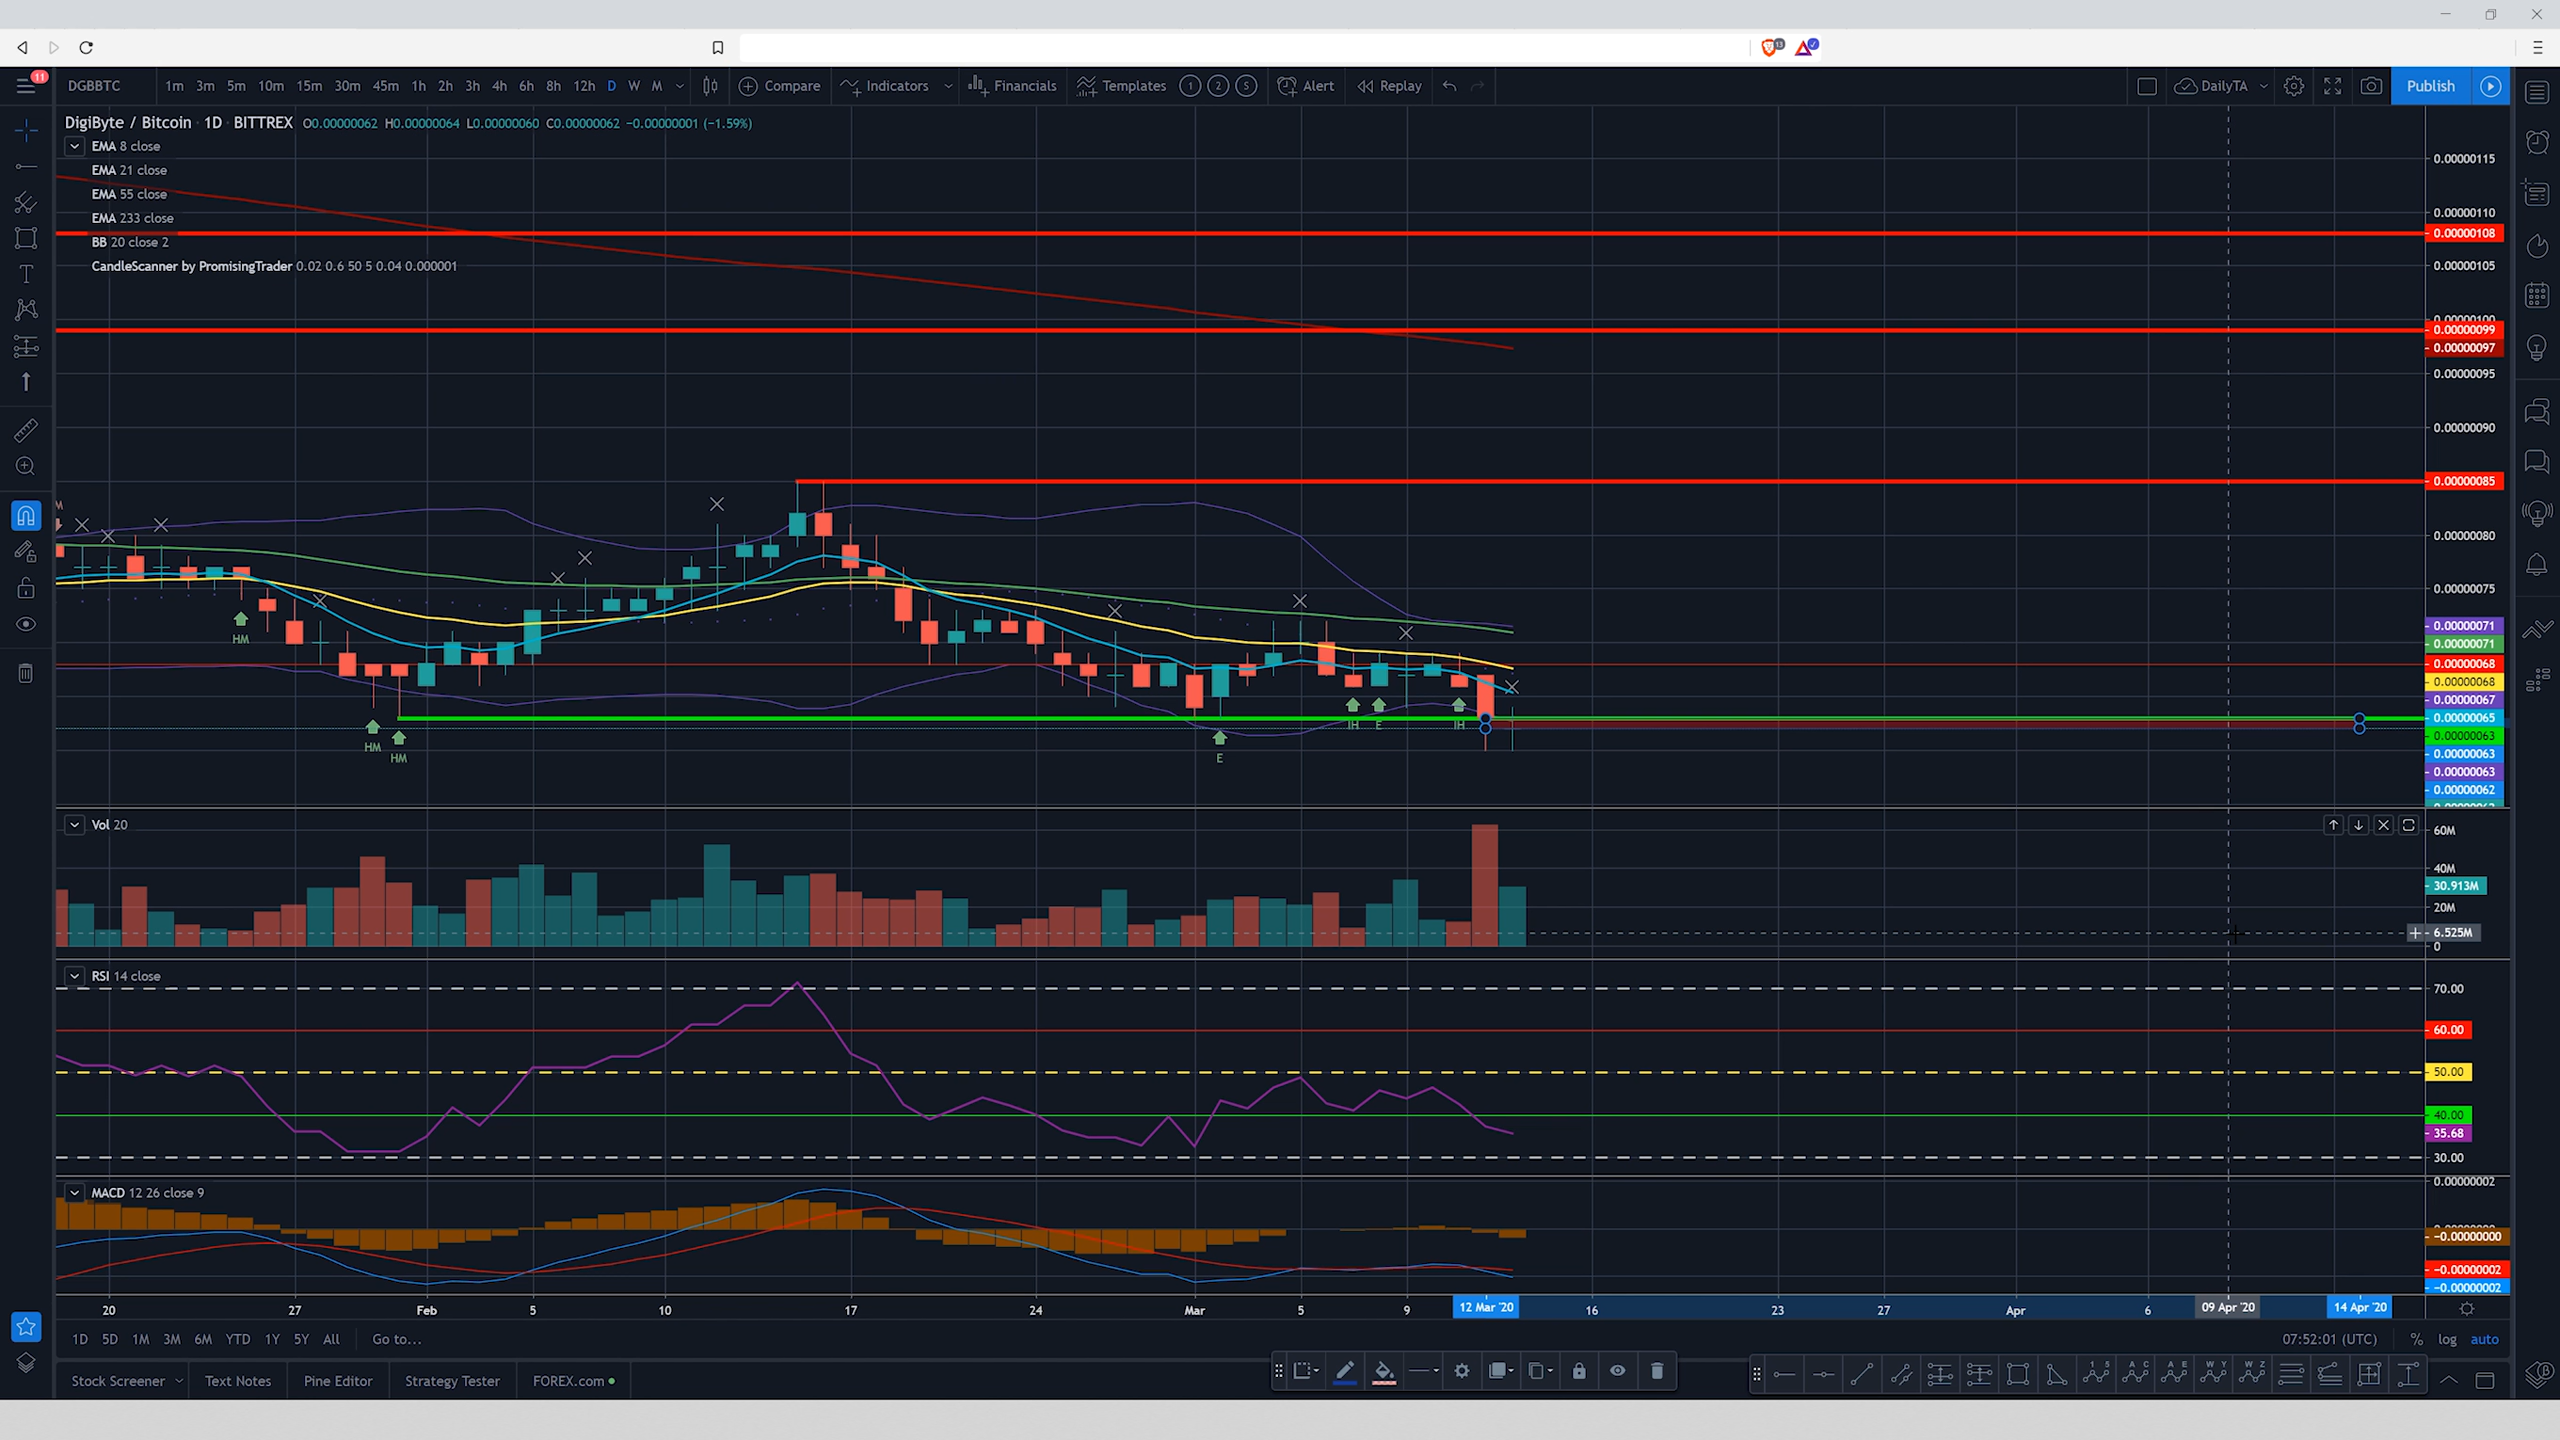 11
DGBBTC 1m 3m 5m 10m 15m 30m 45m 1h 2h 3h 4h 6h 8h 12h D W M Compare Indicators Financials Templates 1 2 S Alert Replay DailyTA Publish
DigiByte / Bitcoin · 1D · BITTREX O0.00000062 H0.00000064 L0.00000060 C0.00000062 −0.00000001 (−1.59%)
EMA 8 close
EMA 21 close
EMA 55 close
EMA 233 close
BB 20 close 2
CandleScanner by PromisingTrader 0.02 0.6 50 5 0.04 0.000001
0.00000115
0.00000110
0.00000108
0.00000105
0.00000100
0.00000099
0.00000097
0.00000095
0.00000090
0.00000085
0.00000080
0.00000075
0.00000071
0.00000071
0.00000068
0.00000068
0.00000067
0.00000065
0.00000063
0.00000063
0.00000063
0.00000062
HM
HM
HM
E
IH
E
IH
Vol 20
60M
40M
30.913M
20M
6.525M
0
RSI 14 close
70.00
60.00
50.00
40.00
35.68
30.00
MACD 12 26 close 9
0.00000002
−0.00000000
−0.00000002
−0.00000002
20 27 Feb 5 10 17 24 Mar 5 9 12 Mar '20 16 23 27 Apr 6 09 Apr '20 14 Apr '20
1D 5D 1M 3M 6M YTD 1Y 5Y All Go to... 07:52:01 (UTC) % log auto
Stock Screener Text Notes Pine Editor Strategy Tester FOREX.com